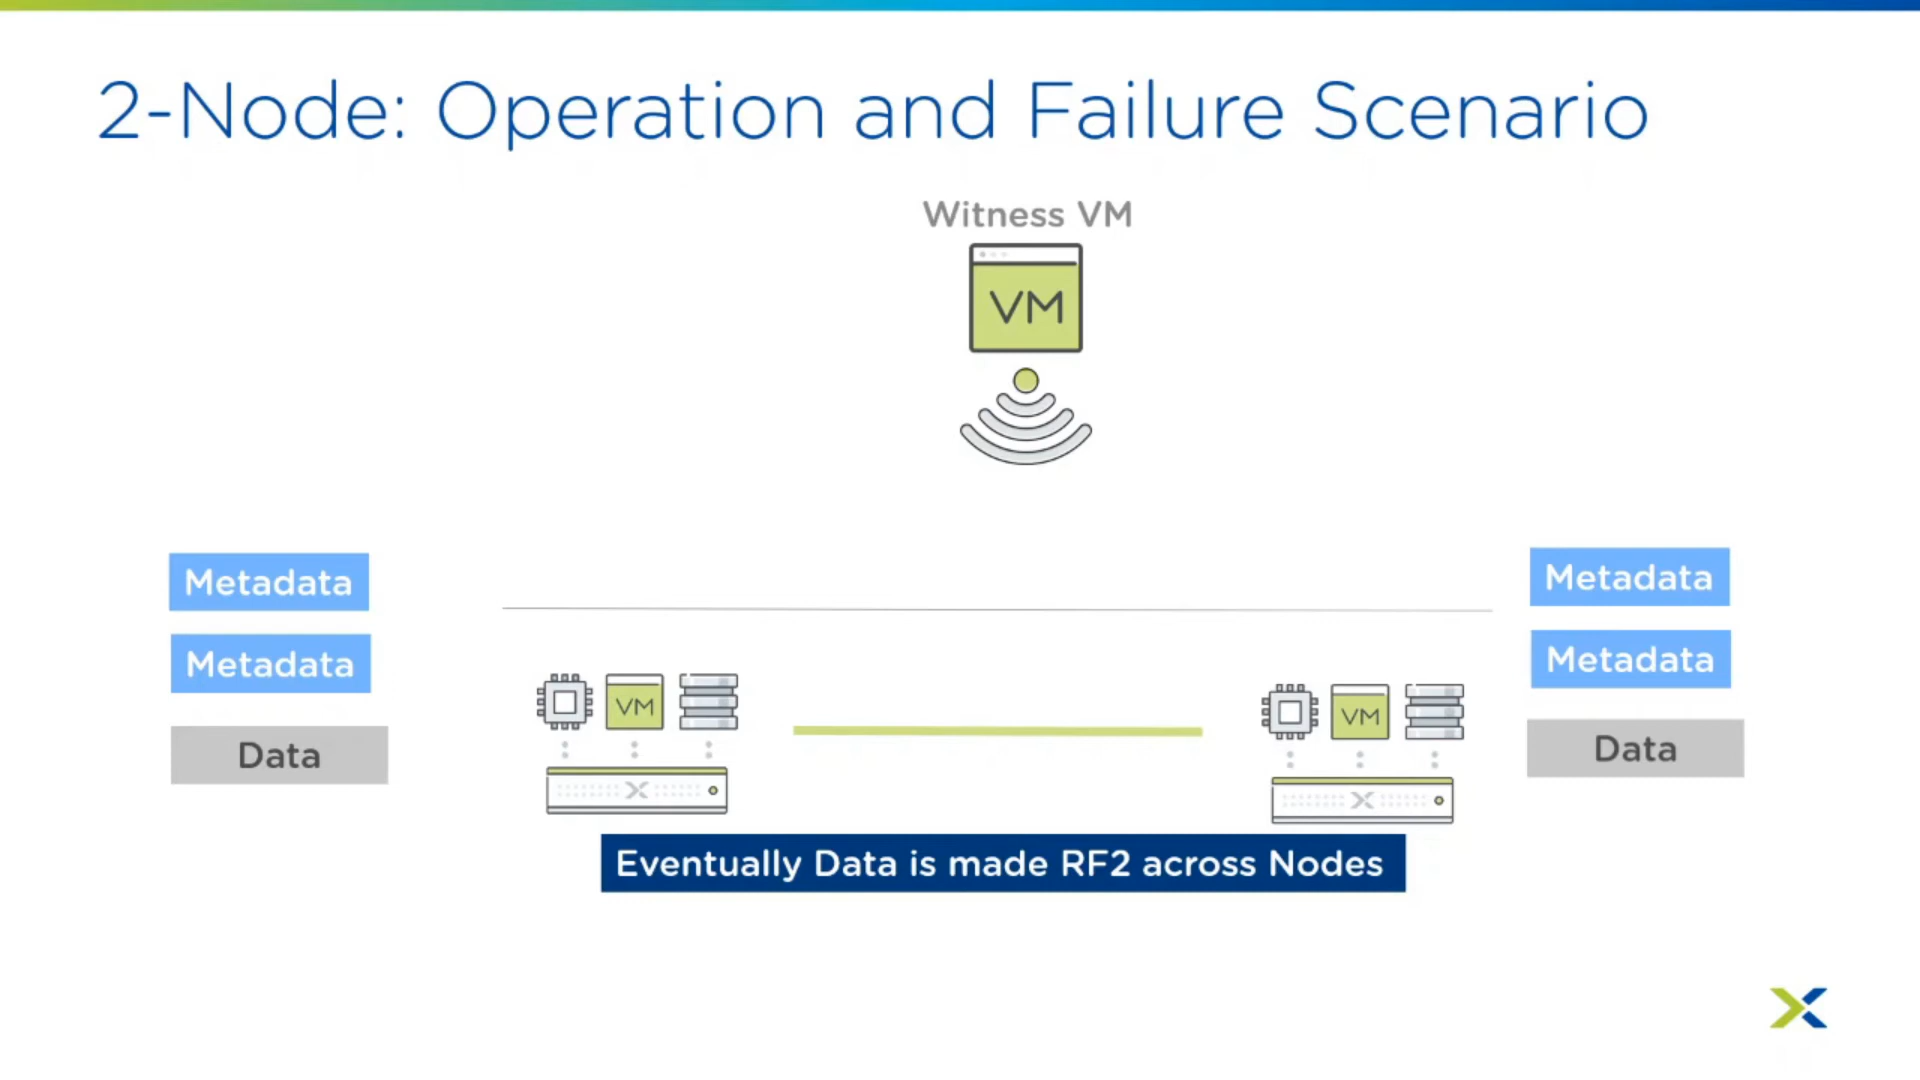 2-Node: Operation and Failure Scenario
Witness VM
VM
Metadata
Metadata
Metadata
Metadata
VM
VM
Data
Data
Eventually Data is made RF2 across Nodes